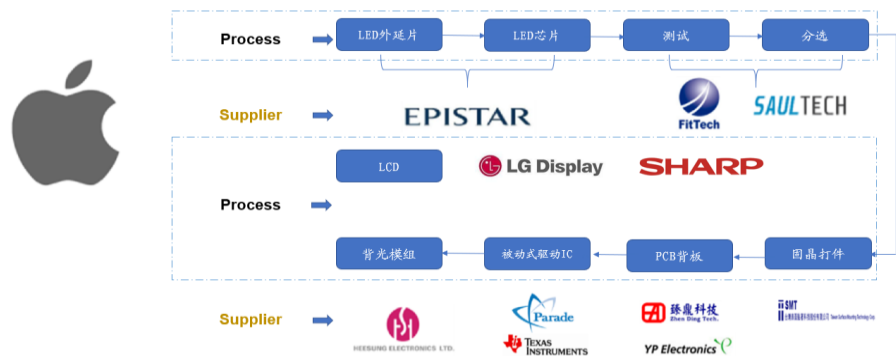 Process
LED外延片
LED芯片
测试
分选
Supplier
EPISTAR
FitTech
SAULTECH
LCD
LG Display
SHARP
Process
背光模组
被动式驱动IC
PCB背板
固晶打件
Supplier
HS
HEESUNG ELECTRONICS LTD.
Parade
TEXAS
INSTRUMENTS
臻鼎科技
Zhen Ding Tech.
YP Electronics
SMT